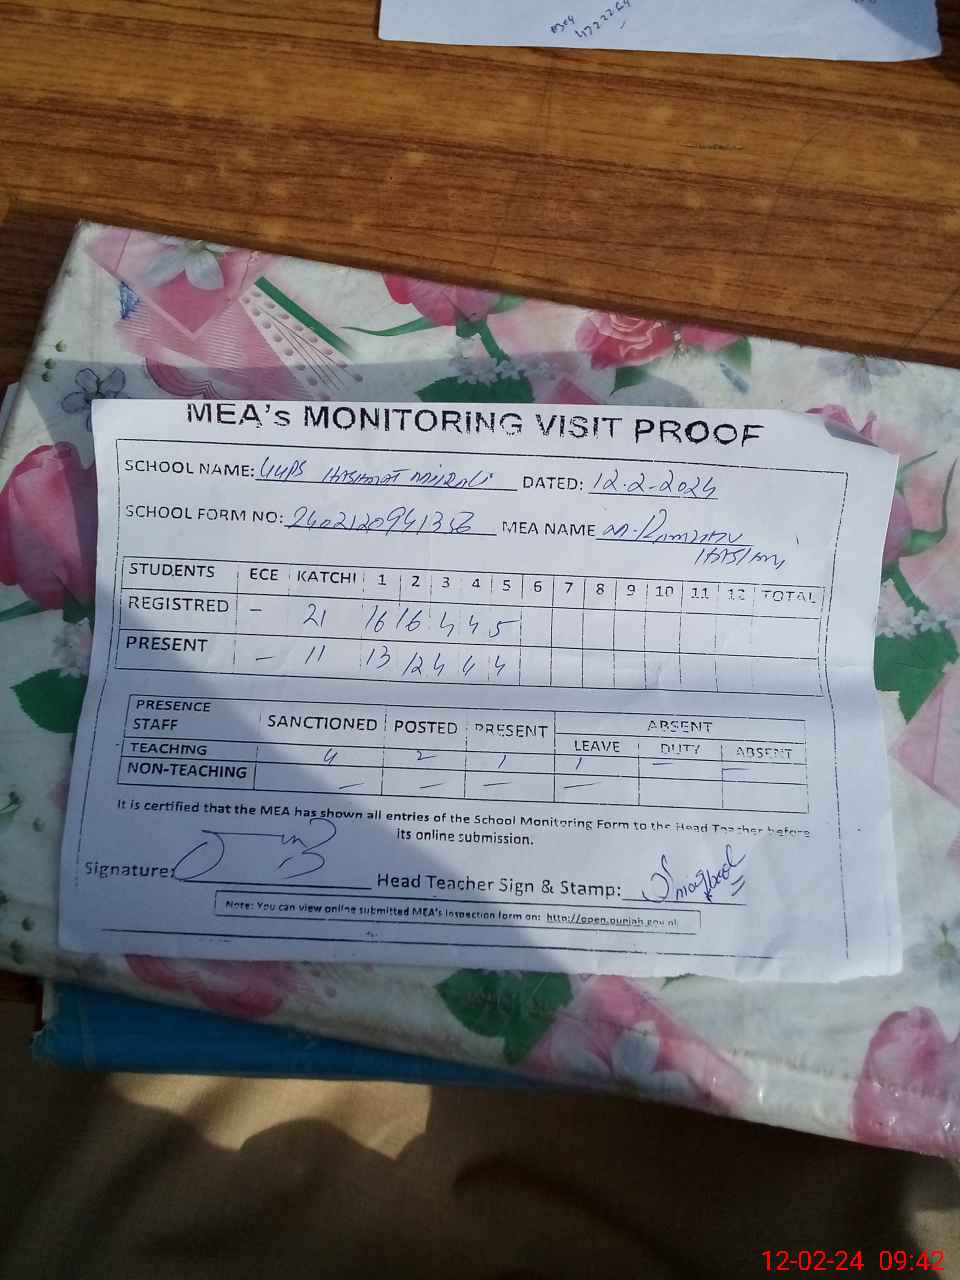 MEA's MONITORING VISIT PROOF
SCHOOL NAME: GGPS Hashmat Mirali DATED: 12-2-2024
SCHOOL FORM NO: MEA NAME M. Ramzan
STUDENTS ECE KATCHI 1 2 3 4 5 6 7 8 9 10 11 12 TOTAL
REGISTRED - 21 16 16 4 4 5
PRESENT - 11 13 12 4 4 4
PRESENCE STAFF SANCTIONED POSTED PRESENT ABSENT
LEAVE DUTY ABSENT
TEACHING 4 2 1 1 - -
NON-TEACHING - - - -
It is certified that the MEA has shown all entries of the School Monitoring Form to the Head Teacher before
its online submission.
Signature: Head Teacher Sign & Stamp:
Note: You can view online submitted MEA's inspection form on: http://open.punjab.gov.pk
12-02-24 09:42